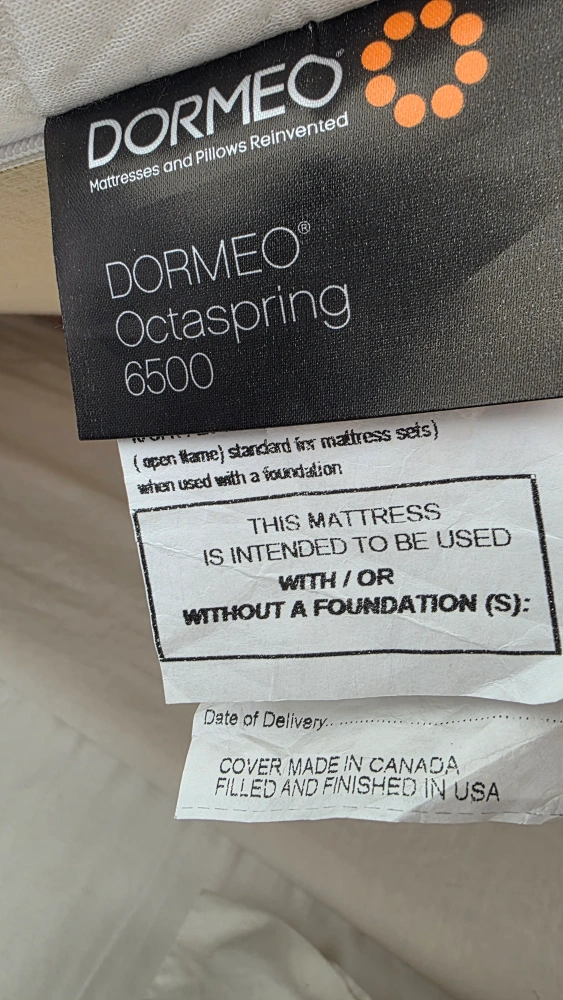 DORMEO®
Mattresses and Pillows Reinvented
DORMEO®
Octaspring
6500
( open flame) standard for mattress sets)
when used with a foundation
THIS MATTRESS
IS INTENDED TO BE USED
WITH / OR
WITHOUT A FOUNDATION (S):
Date of Delivery..............................
COVER MADE IN CANADA
FILLED AND FINISHED IN USA